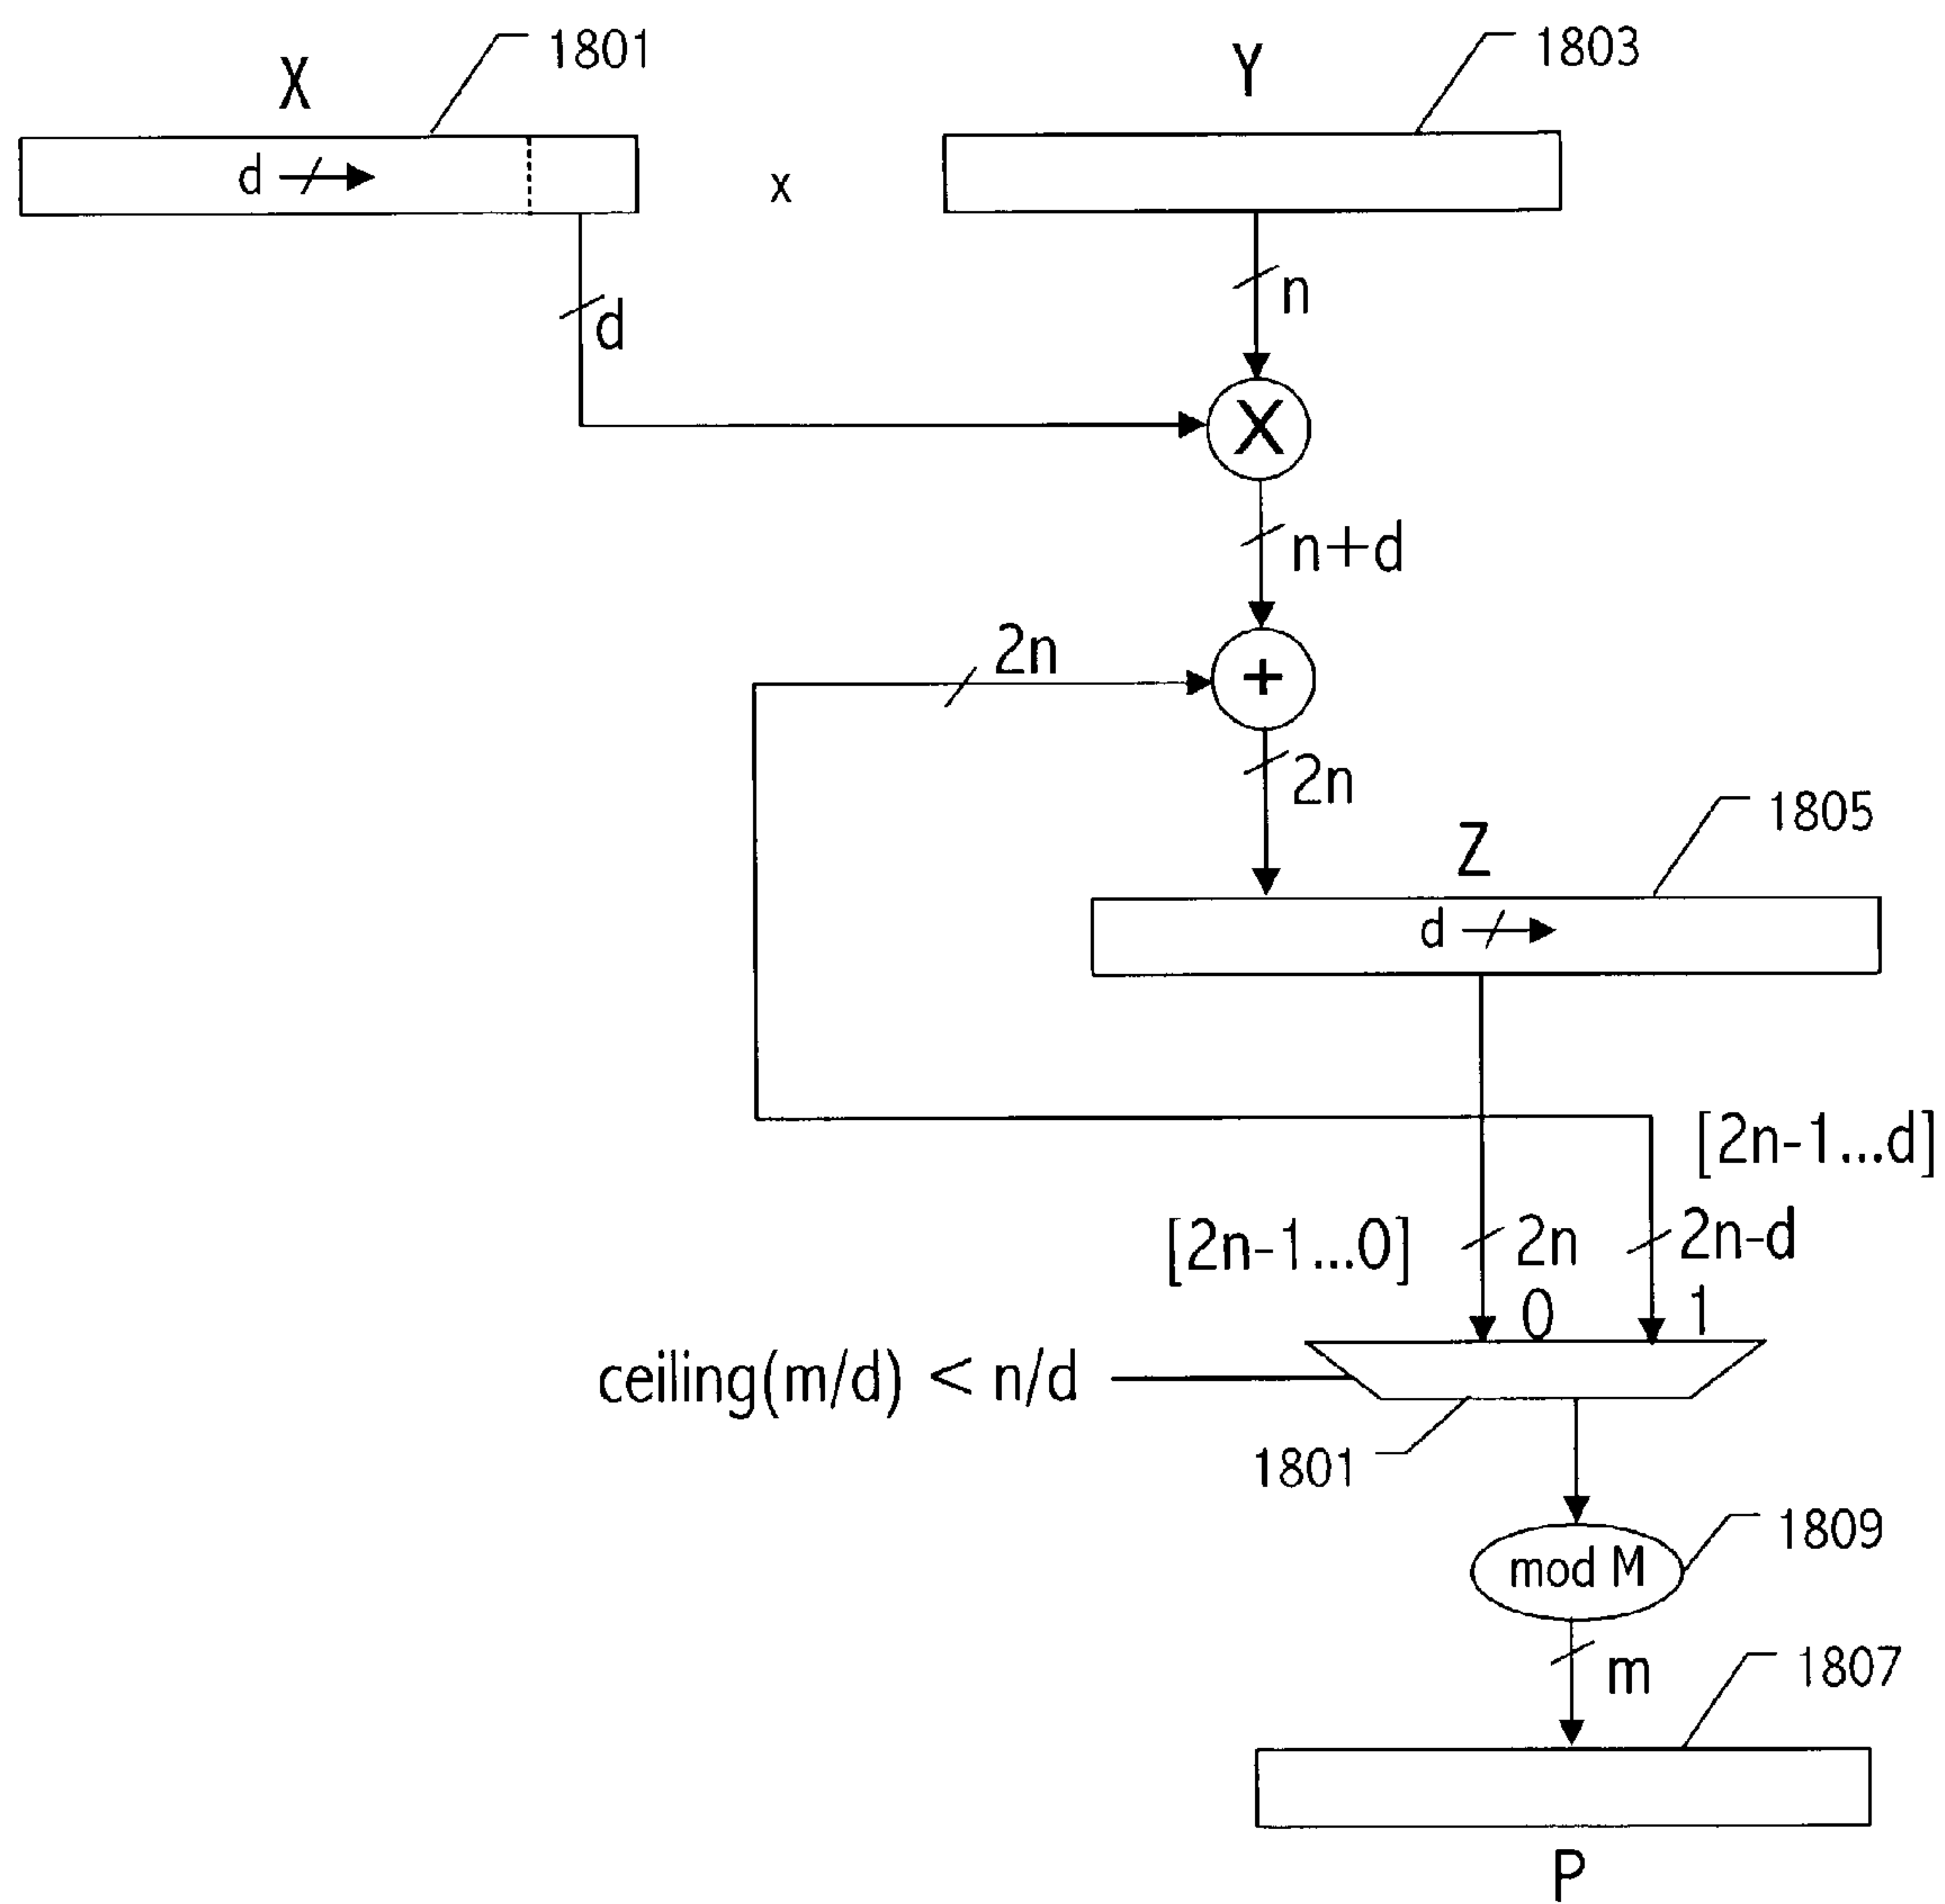 1801
1803
X
Y
d
x
d
n
X
n+d
2n
+
2n
1805
Z
d
[2n-1...d]
[2n-1...0]
2n
2n-d
0
1
ceiling(m/d) < n/d
1801
1809
mod M
m
1807
P